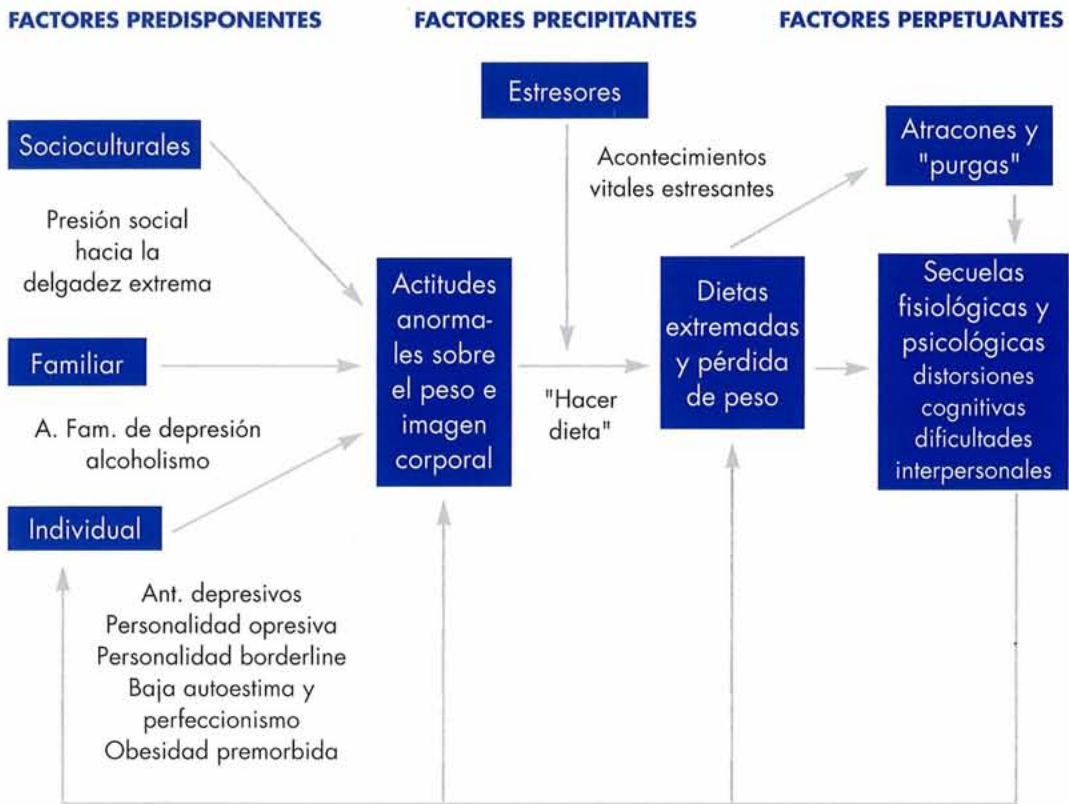 FACTORES PREDISPONENTES
FACTORES PRECIPITANTES
FACTORES PERPETUANTES
Estresores
Socioculturales
Acontecimientos
vitales estresantes
Atracones y
"purgas"
Presión social
hacia la
delgadez extrema
Actitudes
anorma-
les sobre
el peso e
imagen
corporal
Dietas
extremadas
y pérdida
de peso
Secuelas
fisiológicas y
psicológicas
distorsiones
cognitivas
dificultades
interpersonales
Familiar
"Hacer
dieta"
A. Fam. de depresión
alcoholismo
Individual
Ant. depresivos
Personalidad opresiva
Personalidad borderline
Baja autoestima y
perfeccionismo
Obesidad premorbida